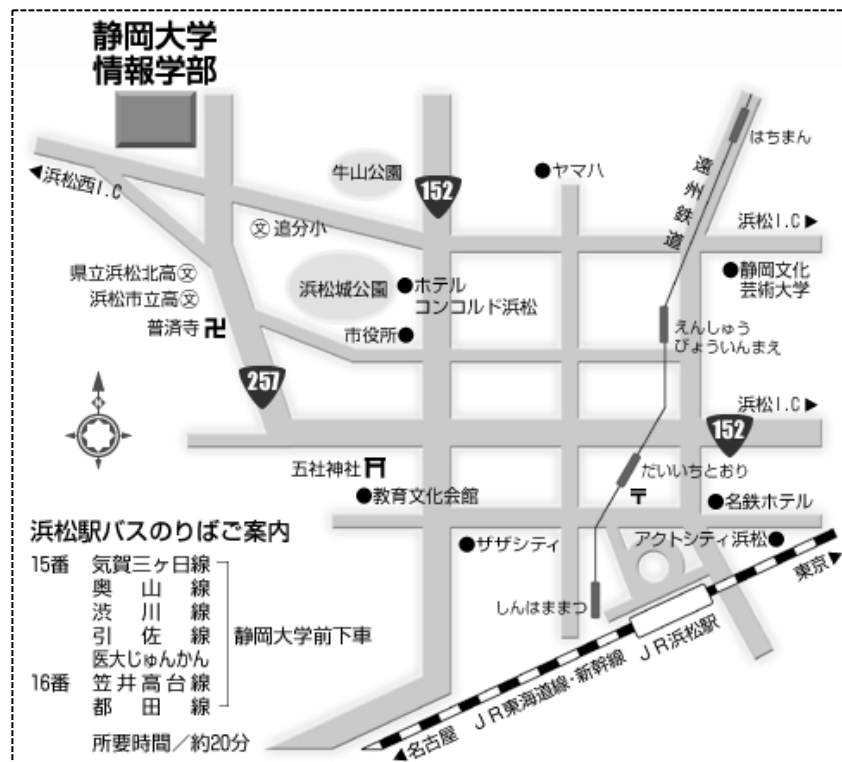 静岡大学
情報学部
はちまん
牛山公園
ヤマハ
遠州鉄道
◀浜松西I.C
152
浜松I.C▶
文 追分小
静岡文化
芸術大学
県立浜松北高文
浜松市立高文
浜松城公園
ホテル
コンコルド浜松
普済寺卍
市役所
えんしゅう
びょういんまえ
257
N
浜松I.C▶
152
五社神社
だいいちとおり
〒
教育文化会館
名鉄ホテル
ザザシティ
アクトシティ浜松
東京▶
しんはままつ
JR浜松駅
JR東海道線・新幹線
◀名古屋
浜松駅バスのりばご案内
15番 気賀三ヶ日線
奥山線
渋川線
引佐線
静岡大学前下車
医大じゅんかん
16番 笠井高台線
都田線
所要時間/約20分